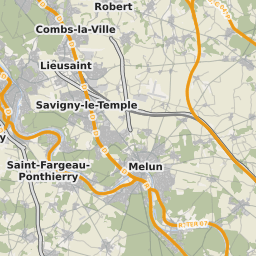 Robert
Combs-la-Ville
Lieusaint
Savigny-le-Temple
y
Saint-Fargeau-
Ponthierry
Melun